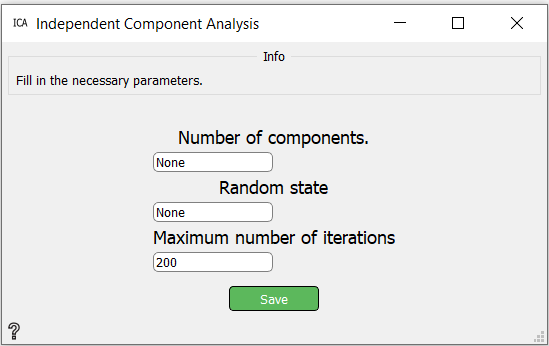 ICA Independent Component Analysis
Info
Fill in the necessary parameters.
Number of components.
None
Random state
None
Maximum number of iterations
200
Save
?